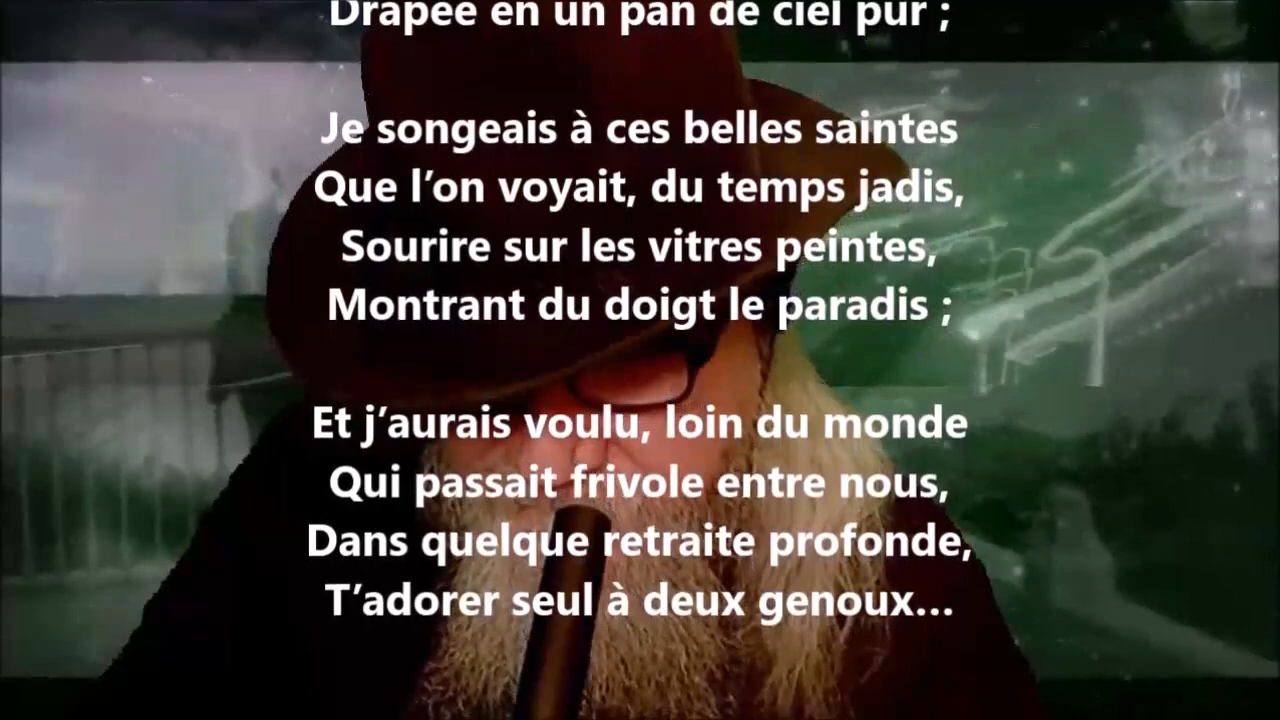 Drapée en un pan de ciel pur ;
Je songeais à ces belles saintes
Que l’on voyait, du temps jadis,
Sourire sur les vitres peintes,
Montrant du doigt le paradis ;
Et j’aurais voulu, loin du monde
Qui passait frivole entre nous,
Dans quelque retraite profonde,
T’adorer seul à deux genoux…